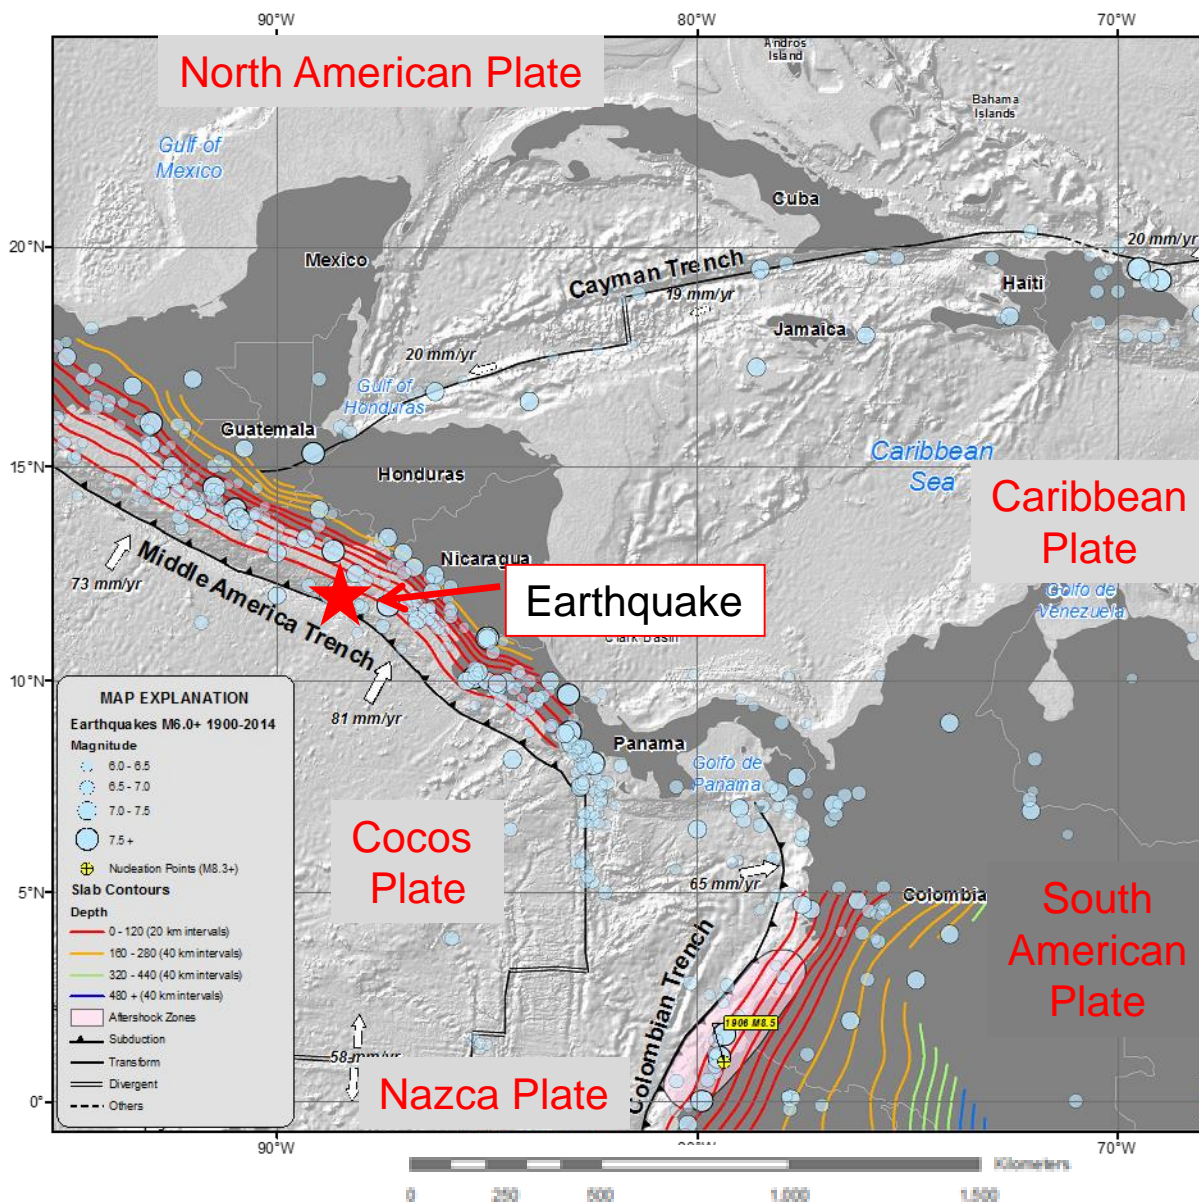 90°W
80°W
70°W
North American Plate
Andros
Island
Bahama
Islands
Gulf of
Mexico
Cuba
20°N
Mexico
Cayman Trench
20 mm/yr
Haiti
19 mm/yr
Jamaica
20 mm/yr
Gulf of
Honduras
Guatemala
15°N
Honduras
Caribbean
Sea
Caribbean
Plate
Nicaragua
Middle America Trench
73 mm/yr
Earthquake
Golfo de
Venezuela
Clark Basin
10°N
81 mm/yr
Panama
Golfo de
Panama
MAP EXPLANATION
Earthquakes M6.0+ 1900-2014
Magnitude
6.0 - 6.5
6.5 - 7.0
7.0 - 7.5
7.5 +
Nucleation Points (M8.3+)
Slab Contours
Depth
0 - 120 (20 km intervals)
160 - 280 (40 km intervals)
320 - 440 (40 km intervals)
480 + (40 km intervals)
Aftershock Zones
Subduction
Transform
Divergent
Others
Cocos
Plate
65 mm/yr
5°N
Colombia
South
American
Plate
Colombian Trench
1906 M8.5
58 mm/yr
Nazca Plate
0°
90°W
70°W
Kilometers
0
250
500
1,000
1,500